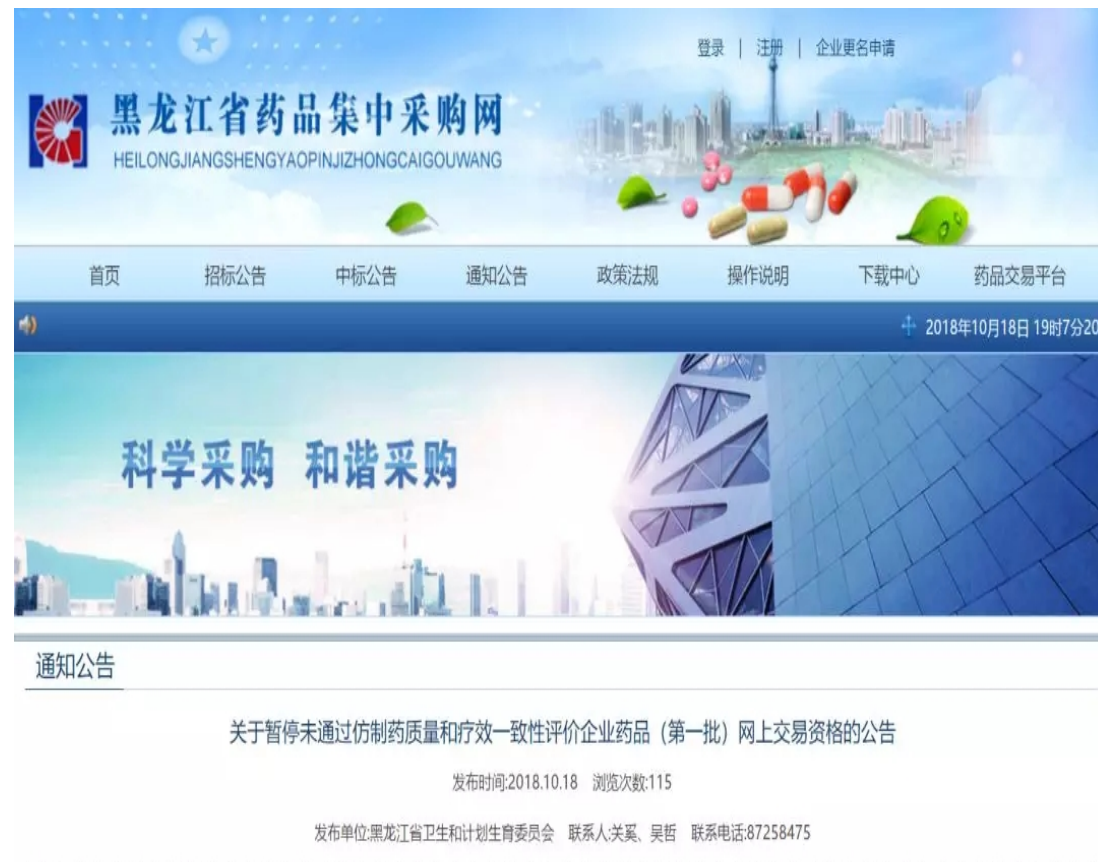 登录 | 注册 | 企业更名申请
黑龙江省药品集中采购网
HEILONGJIANGSHENGYAOPINJIZHONGCAIGOUWANG
首页 招标公告 中标公告 通知公告 政策法规 操作说明 下载中心 药品交易平台
2018年10月18日 19时7分20
科学采购 和谐采购
通知公告
关于暂停未通过仿制药质量和疗效一致性评价企业药品（第一批）网上交易资格的公告
发布时间:2018.10.18 浏览次数:115
发布单位:黑龙江省卫生和计划生育委员会 联系人:关奚、吴哲 联系电话:87258475